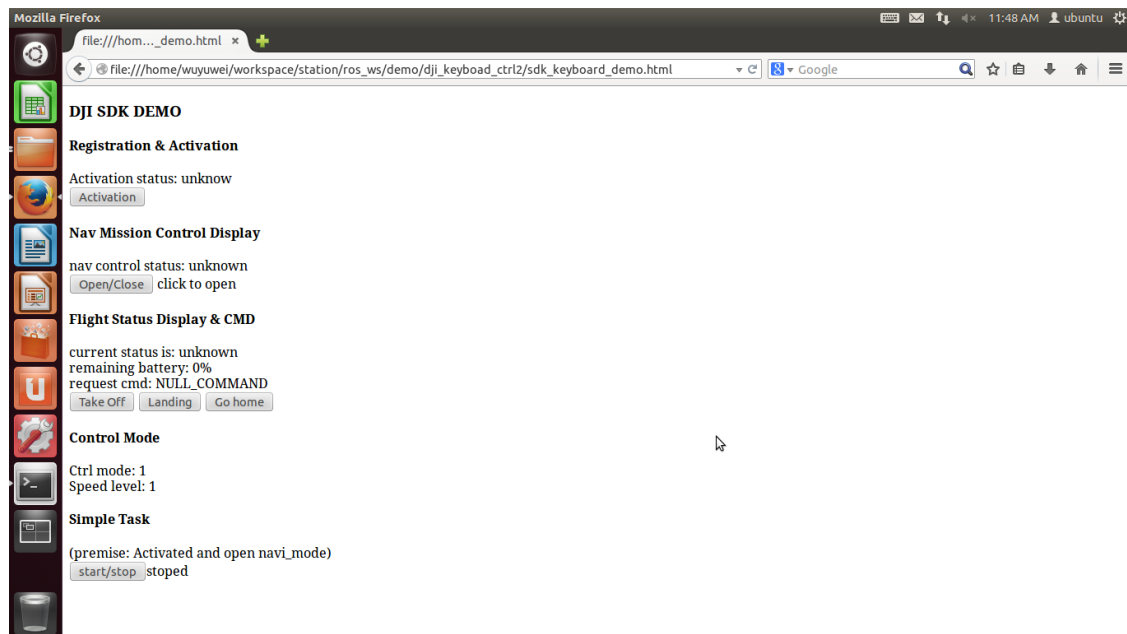 Mozilla Firefox
11:48 AM ubuntu
file:///hom..._demo.html
file:///home/wuyuwei/workspace/station/ros_ws/demo/dji_keyboad_ctrl2/sdk_keyboard_demo.html
Google
DJI SDK DEMO
Registration & Activation
Activation status: unknow
Activation
Nav Mission Control Display
nav control status: unknown
Open/Close click to open
Flight Status Display & CMD
current status is: unknown
remaining battery: 0%
request cmd: NULL_COMMAND
Take Off Landing Go home
Control Mode
Ctrl mode: 1
Speed level: 1
Simple Task
(premise: Activated and open navi_mode)
start/stop stoped